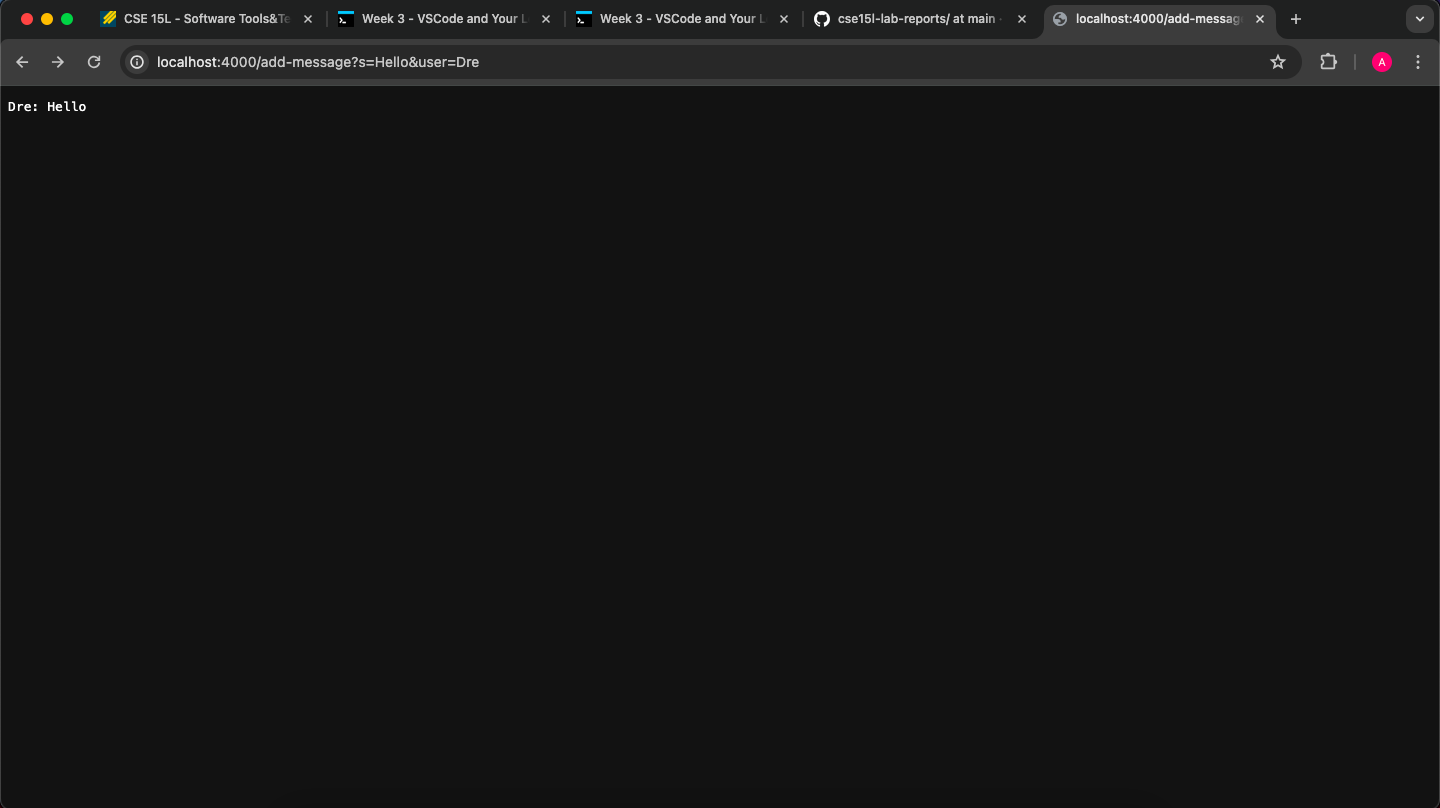 CSE 15L - Software Tools&Te
Week 3 - VSCode and Your L
Week 3 - VSCode and Your L
cse15l-lab-reports/ at main ·
localhost:4000/add-messag
localhost:4000/add-message?s=Hello&user=Dre
A
Dre: Hello